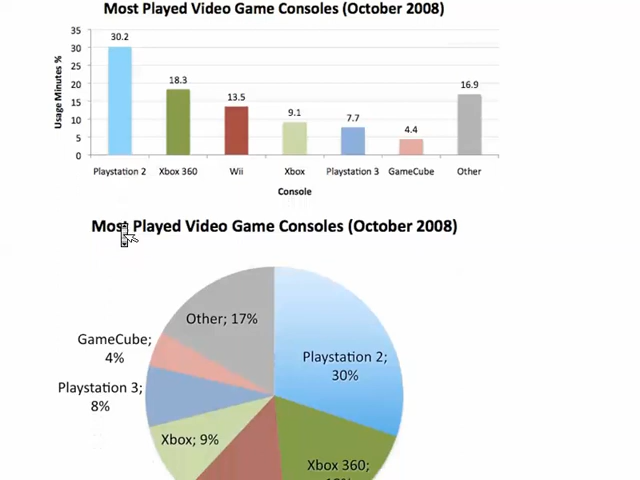 Most Played Video Game Consoles (October 2008)
35
30
25
20
15
10
5
0
Usage Minutes %
30.2
18.3
13.5
9.1
7.7
4.4
16.9
Playstation 2 Xbox 360 Wii Xbox Playstation 3 GameCube Other
Console
Most Played Video Game Consoles (October 2008)
Other; 17%
GameCube;
4%
Playstation 2;
30%
Playstation 3;
8%
Xbox; 9%
Xbox 360;